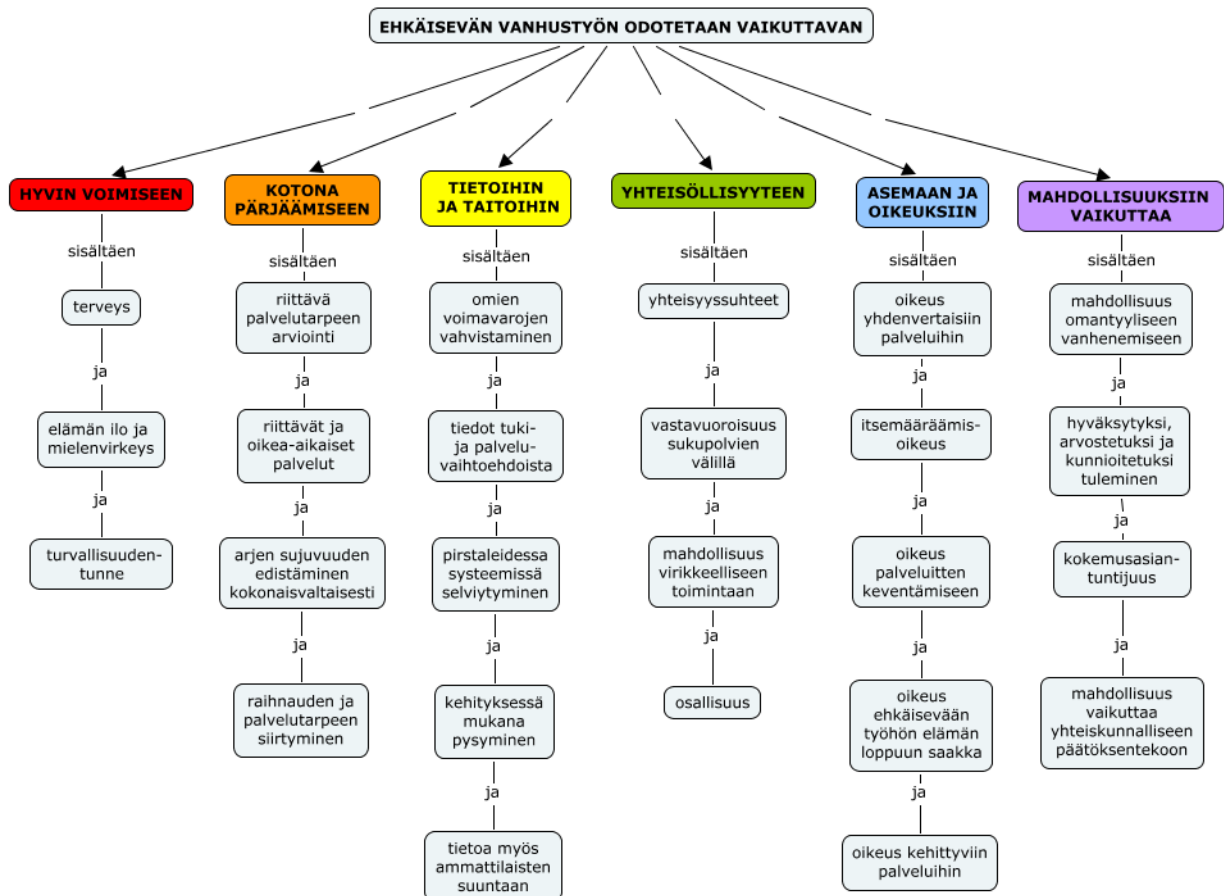 EHKÄISEVÄN VANHUSTYÖN ODOTETAAN VAIKUTTAVAN
HYVIN VOIMISEEN
sisältäen
terveys
ja
elämän ilo ja
mielenvirkeys
ja
turvallisuuden-
tunne
KOTONA
PÄRJÄÄMISEEN
sisältäen
riittävä
palvelutarpeen
arviointi
ja
riittävät ja
oikea-aikaiset
palvelut
ja
arjen sujuvuuden
edistäminen
kokonaisvaltaisesti
ja
raihnauden ja
palvelutarpeen
siirtyminen
TIETOIHIN
JA TAITOIHIN
sisältäen
omien
voimavarojen
vahvistaminen
ja
tiedot tuki-
ja palvelu-
vaihtoehdoista
ja
pirstaleidessa
systeemissä
selviytyminen
ja
kehityksessä
mukana
pysyminen
ja
tietoa myös
ammattilaisten
suuntaan
YHTEISÖLLISYYTEEN
sisältäen
yhteisyyssuhteet
ja
vastavuoroisuus
sukupolvien
välillä
ja
mahdollisuus
virikkeelliseen
toimintaan
ja
osallisuus
ASEMAAN JA
OIKEUKSIIN
sisältäen
oikeus
yhdenvertaisiin
palveluihin
ja
itsemääräämis-
oikeus
ja
oikeus
palveluitten
keventämiseen
ja
oikeus
ehkäisevään
työhön elämän
loppuun saakka
ja
oikeus kehittyviin
palveluihin
MAHDOLLISUUKSIIN
VAIKUTTAA
sisältäen
mahdollisuus
omantyyliseen
vanhenemiseen
ja
hyväksytyksi,
arvostetuksi ja
kunnioitetuksi
tuleminen
ja
kokemusasian-
tuntijuus
ja
mahdollisuus
vaikuttaa
yhteiskunnalliseen
päätöksentekoon